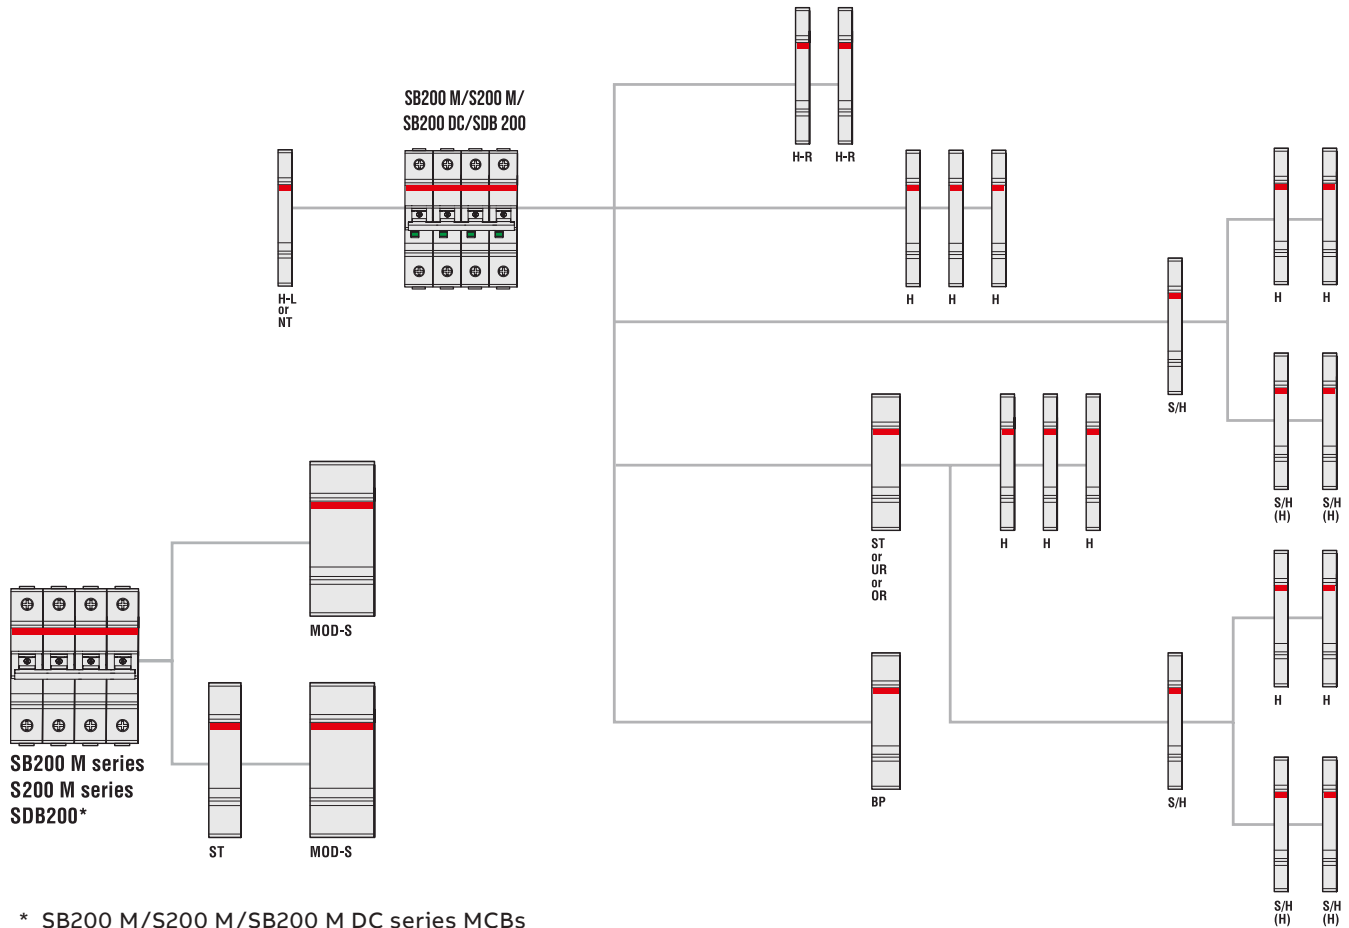 SB200 M/S200 M/
SB200 DC/SDB 200
H-R
H-R
H-L
or
NT
H
H
H
H
H
S/H
S/H
(H)
S/H
(H)
ST
or
UR
or
OR
H
H
H
MOD-S
SB200 M series
S200 M series
SDB200*
ST
MOD-S
BP
S/H
H
H
S/H
(H)
S/H
(H)
* SB200 M/S200 M/SB200 M DC series MCBs